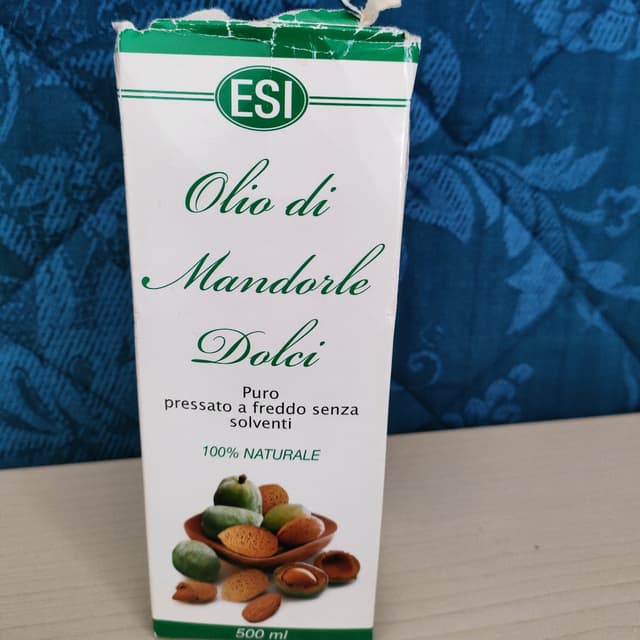 ESI
Olio di
Mandorle
Dolci
Puro
pressato a freddo senza
solventi
100% NATURALE
500 ml